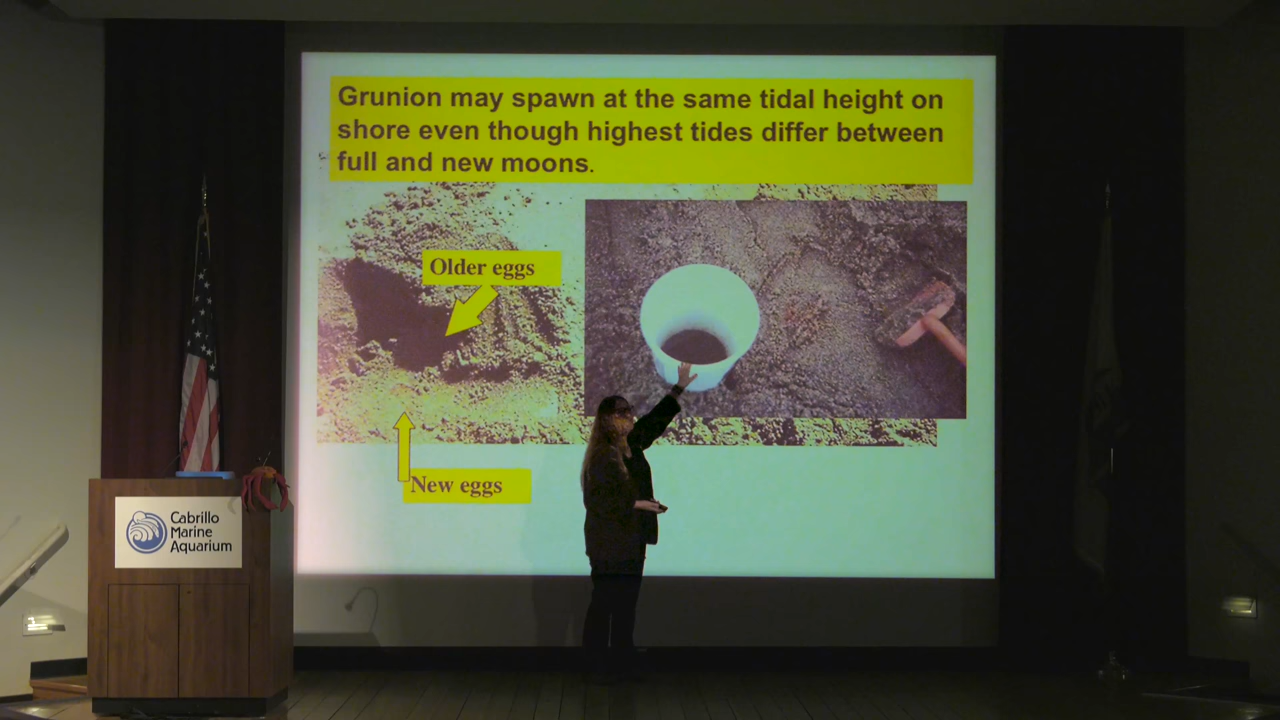 Grunion may spawn at the same tidal height on
shore even though highest tides differ between
full and new moons.
Older eggs
New eggs
Cabrillo
Marine
Aquarium